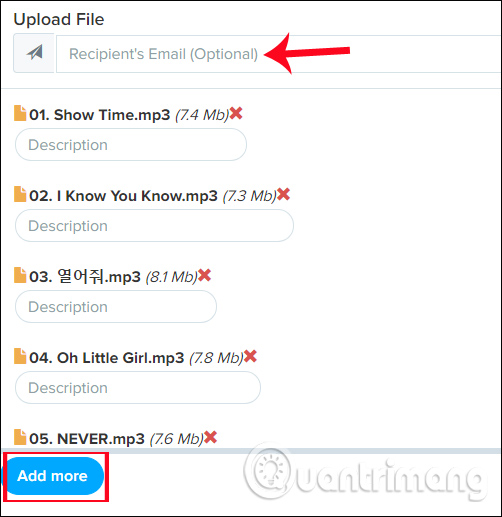 Upload File
Recipient's Email (Optional)
01. Show Time.mp3 (7.4 Mb)
Description
02. I Know You Know.mp3 (7.3 Mb)
Description
03. 열어줘.mp3 (8.1 Mb)
Description
04. Oh Little Girl.mp3 (7.8 Mb)
Description
05. NEVER.mp3 (7.6 Mb)
Add more
Quantrimang